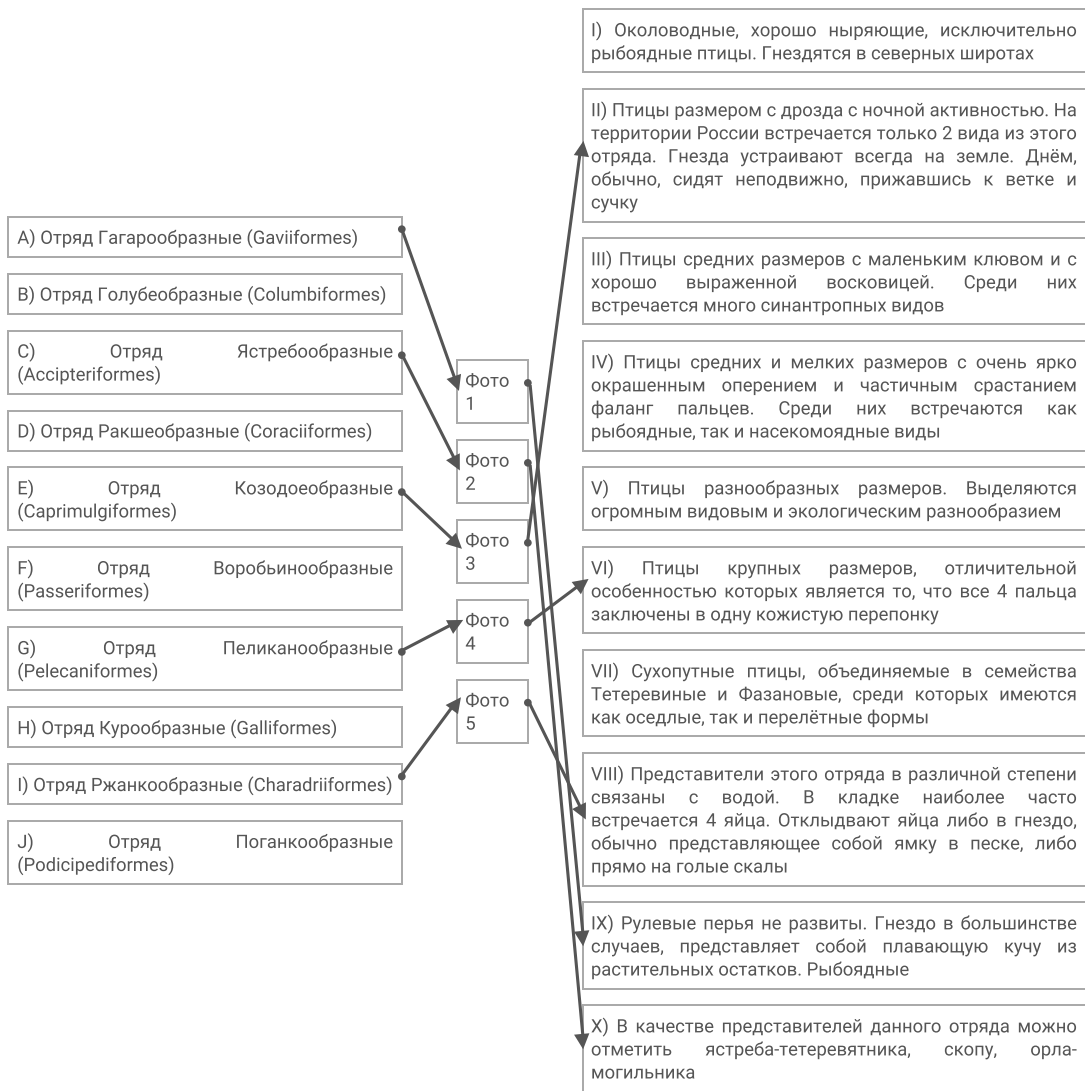 A) Отряд Гагарообразные (Gaviiformes)
B) Отряд Голубеобразные (Columbiformes)
C) Отряд Ястребообразные
(Accipteriformes)
D) Отряд Ракшеобразные (Coraciiformes)
E) Отряд Козодоеобразные
(Caprimulgiformes)
F) Отряд Воробьинообразные
(Passeriformes)
G) Отряд Пеликанообразные
(Pelecaniformes)
H) Отряд Курообразные (Galliformes)
I) Отряд Ржанкообразные (Charadriiformes)
J) Отряд Поганкообразные
(Podicipediformes)
Фото
1
Фото
2
Фото
3
Фото
4
Фото
5
I) Околоводные, хорошо ныряющие, исключительно
рыбоядные птицы. Гнездятся в северных широтах
II) Птицы размером с дрозда с ночной активностью. На
территории России встречается только 2 вида из этого
отряда. Гнезда устраивают всегда на земле. Днём,
обычно, сидят неподвижно, прижавшись к ветке и
сучку
III) Птицы средних размеров с маленьким клювом и с
хорошо выраженной восковицей. Среди них
встречается много синантропных видов
IV) Птицы средних и мелких размеров с очень ярко
окрашенным оперением и частичным срастанием
фаланг пальцев. Среди них встречаются как
рыбоядные, так и насекомоядные виды
V) Птицы разнообразных размеров. Выделяются
огромным видовым и экологическим разнообразием
VI) Птицы крупных размеров, отличительной
особенностью которых является то, что все 4 пальца
заключены в одну кожистую перепонку
VII) Сухопутные птицы, объединяемые в семейства
Тетеревиные и Фазановые, среди которых имеются
как оседлые, так и перелётные формы
VIII) Представители этого отряда в различной степени
связаны с водой. В кладке наиболее часто
встречается 4 яйца. Отклыдвают яйца либо в гнездо,
обычно представляющее собой ямку в песке, либо
прямо на голые скалы
IX) Рулевые перья не развиты. Гнездо в большинстве
случаев, представляет собой плавающую кучу из
растительных остатков. Рыбоядные
X) В качестве представителей данного отряда можно
отметить ястреба-тетеревятника, скопу, орла-
могильника